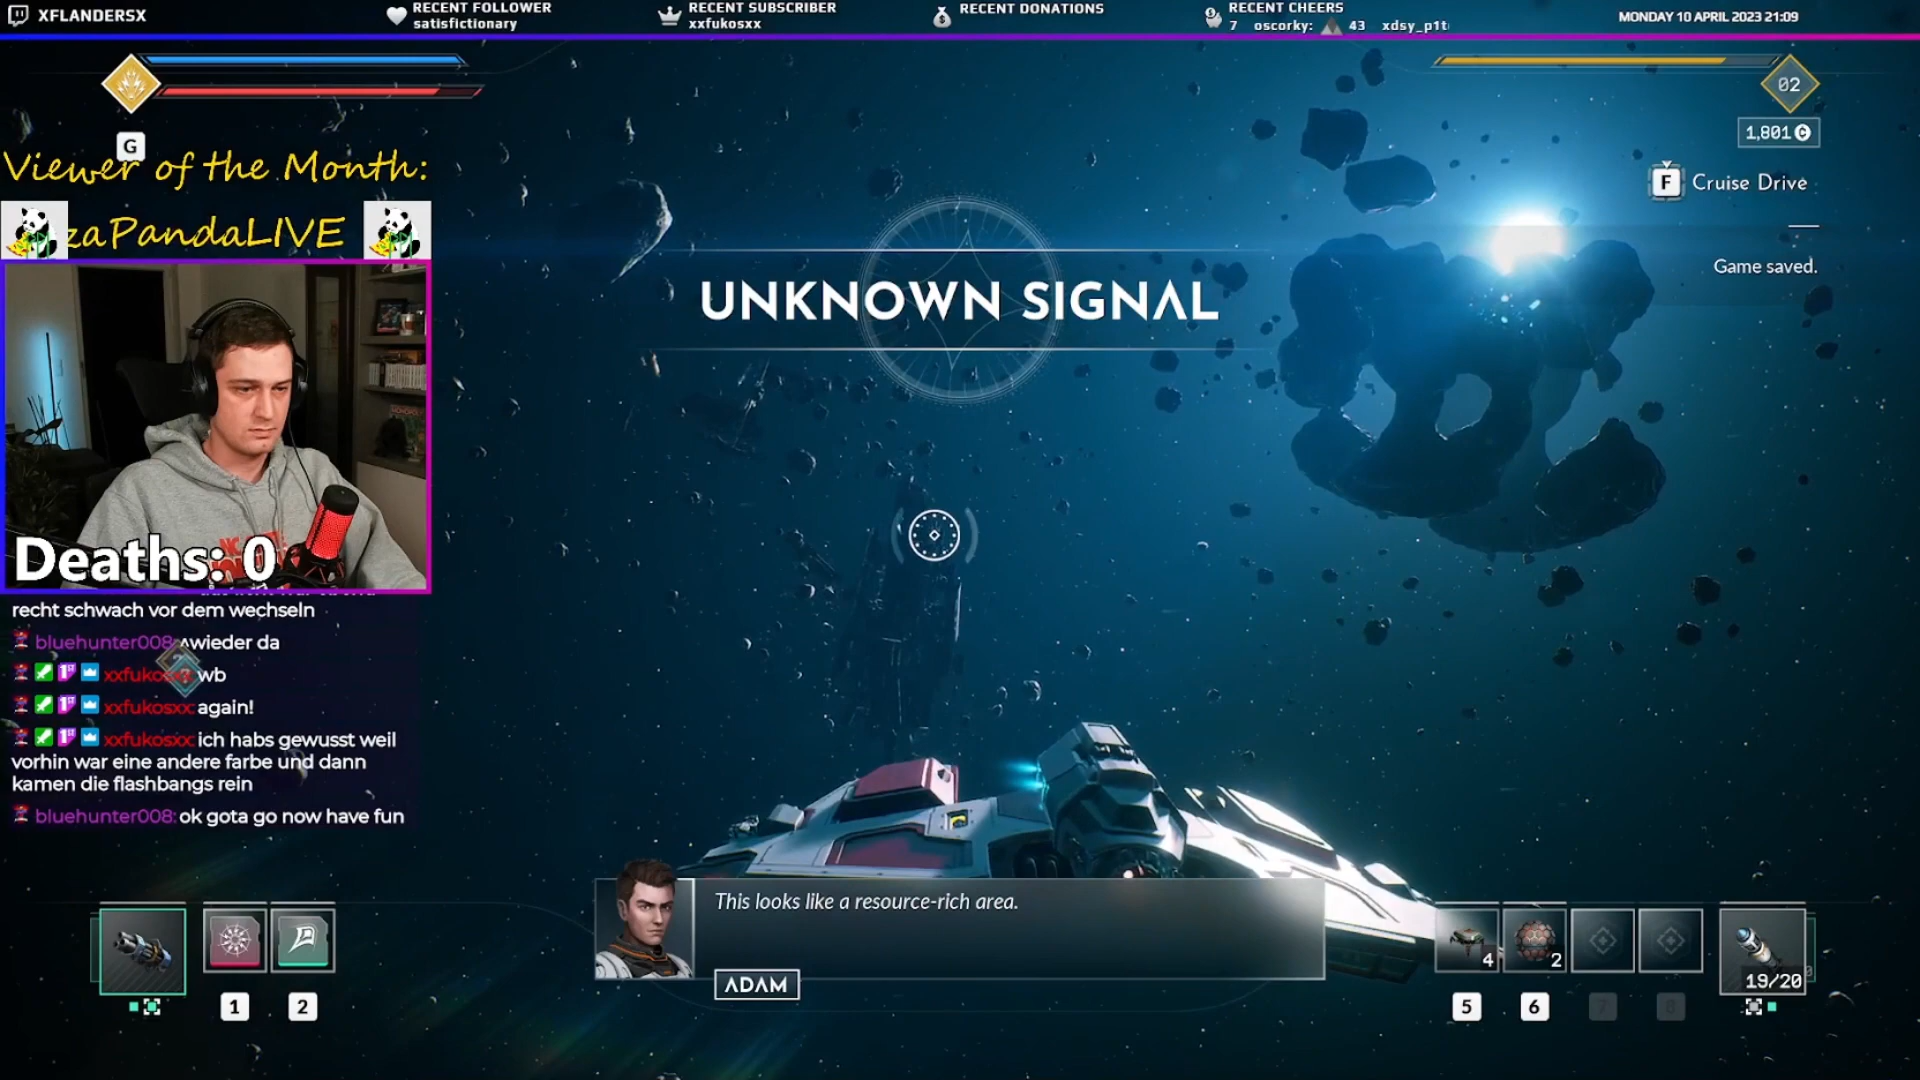 XFLANDERSX
RECENT FOLLOWER
satisfictionary
RECENT SUBSCRIBER
xxfukosxx
RECENT DONATIONS
RECENT CHEERS
7 oscorky: 43 xdsy_p1t
MONDAY 10 APRIL 2023 21:09
02
1,801
F Cruise Drive
Game saved.
G
Viewer of the Month:
zaPandaLIVE
UNKNOWN SIGNAL
Deaths: 0
recht schwach vor dem wechseln
bluehunter008: wieder da
xxfukosxx: wb
xxfukosxx: again!
xxfukosxx: ich habs gewusst weil
vorhin war eine andere farbe und dann
kamen die flashbangs rein
bluehunter008: ok gota go now have fun
This looks like a resource-rich area.
ADAM
1
2
4
2
19/20
5
6
7
8